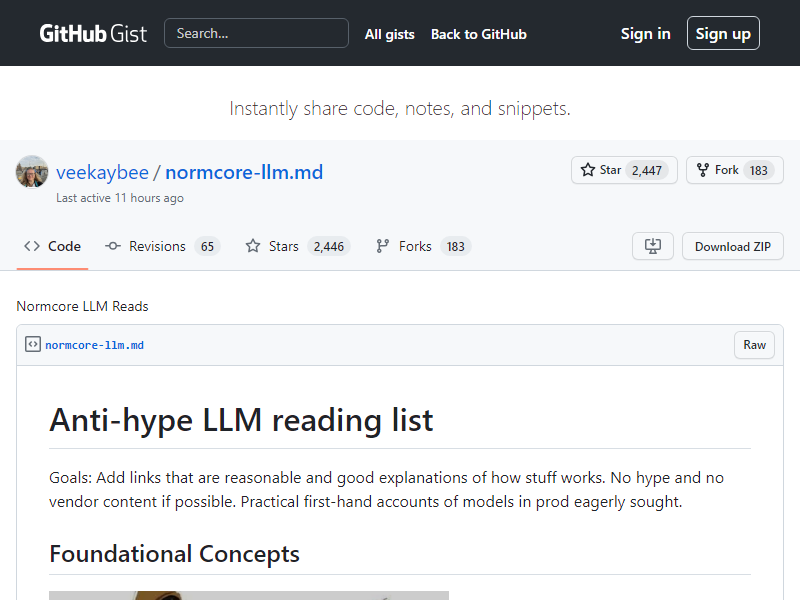 GitHub Gist Search... All gists Back to GitHub Sign in Sign up
Instantly share code, notes, and snippets.
veekaybee / normcore-llm.md Star 2,447 Fork 183
Last active 11 hours ago
Code Revisions 65 Stars 2,446 Forks 183 Download ZIP
Normcore LLM Reads
normcore-llm.md Raw
Anti-hype LLM reading list
Goals: Add links that are reasonable and good explanations of how stuff works. No hype and no
vendor content if possible. Practical first-hand accounts of models in prod eagerly sought.
Foundational Concepts